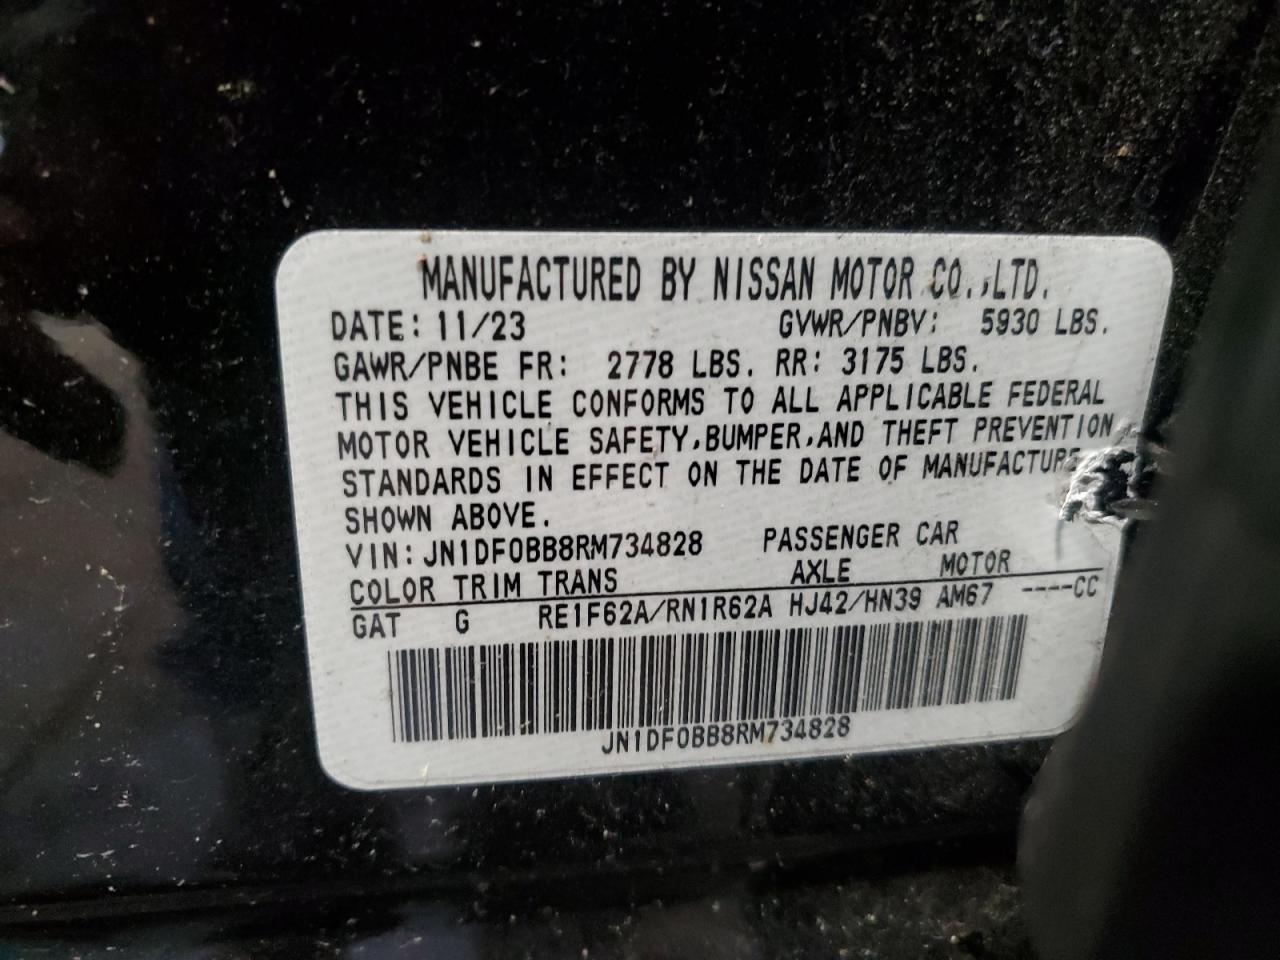 MANUFACTURED BY NISSAN MOTOR CO.,LTD.
DATE: 11/23 GVWR/PNBV: 5930 LBS.
GAWR/PNBE FR: 2778 LBS. RR: 3175 LBS.
THIS VEHICLE CONFORMS TO ALL APPLICABLE FEDERAL
MOTOR VEHICLE SAFETY,BUMPER,AND THEFT PREVENTION
STANDARDS IN EFFECT ON THE DATE OF MANUFACTURE
SHOWN ABOVE.
VIN: JN1DF0BB8RM734828 PASSENGER CAR
COLOR TRIM TRANS AXLE MOTOR
GAT G RE1F62A/RN1R62A HJ42/HN39 AM67 ----CC
JN1DF0BB8RM734828